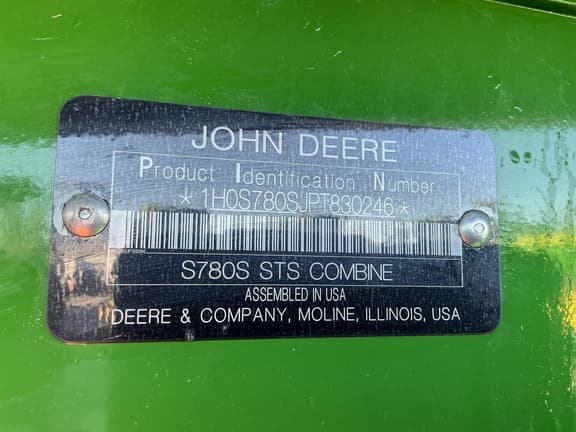 JOHN DEERE
Product Identification Number
* 1H0S780SJPT830246 *
S780S STS COMBINE
ASSEMBLED IN USA
DEERE & COMPANY, MOLINE, ILLINOIS, USA